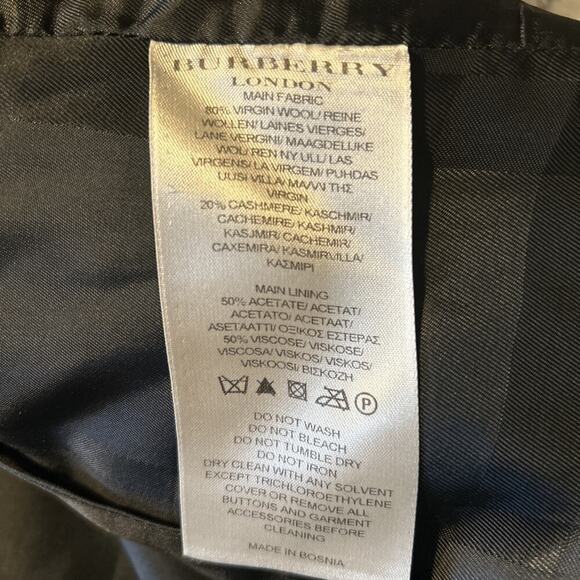 BURBERRY
LONDON
MAIN FABRIC
80% VIRGIN WOOL/ REINE
WOLLEN/ LAINES VIERGES/
LANE VERGINI/ MAAGDELIJKE
WOL/ REN NY ULL/ LAS
VIRGENS/ LA VIRGEM/ PUHDAS
UUSI VILLA/ ΜΑΛΛΙ ΤΗΣ
VIRGIN
20% CASHMERE/ KASCHMIR/
CACHEMIRE/ KASHMIR/
KASJMIR/ CACHEMIR/
CAXEMIRA/ KASMIRVILLA/
ΚΑΣΜΙΡΙ
MAIN LINING
50% ACETATE/ ACETAT/
ACETATO/ ACETAAT/
ASETAATTI/ ΟΞΙΚΟΣ ΕΣΤΕΡΑΣ
50% VISCOSE/ VISKOSE/
VISCOSA/ VISKOS/ VISKOS/
VISKOOSI/ ΒΙΣΚΟΖΗ
P
DO NOT WASH
DO NOT BLEACH
DO NOT TUMBLE DRY
DO NOT IRON
DRY CLEAN WITH ANY SOLVENT
EXCEPT TRICHLOROETHYLENE
COVER OR REMOVE ALL
BUTTONS AND GARMENT
ACCESSORIES BEFORE
CLEANING
MADE IN BOSNIA